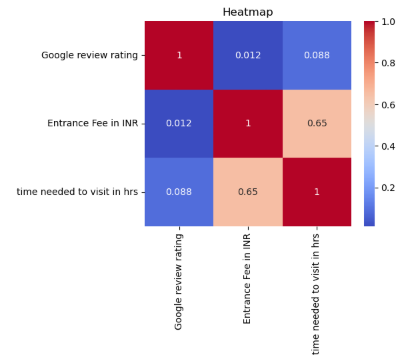 Heatmap
Google review rating
1
0.012
0.088
Entrance Fee in INR
0.012
1
0.65
time needed to visit in hrs
0.088
0.65
1
Google review rating
Entrance Fee in INR
time needed to visit in hrs
1.0
0.8
0.6
0.4
0.2